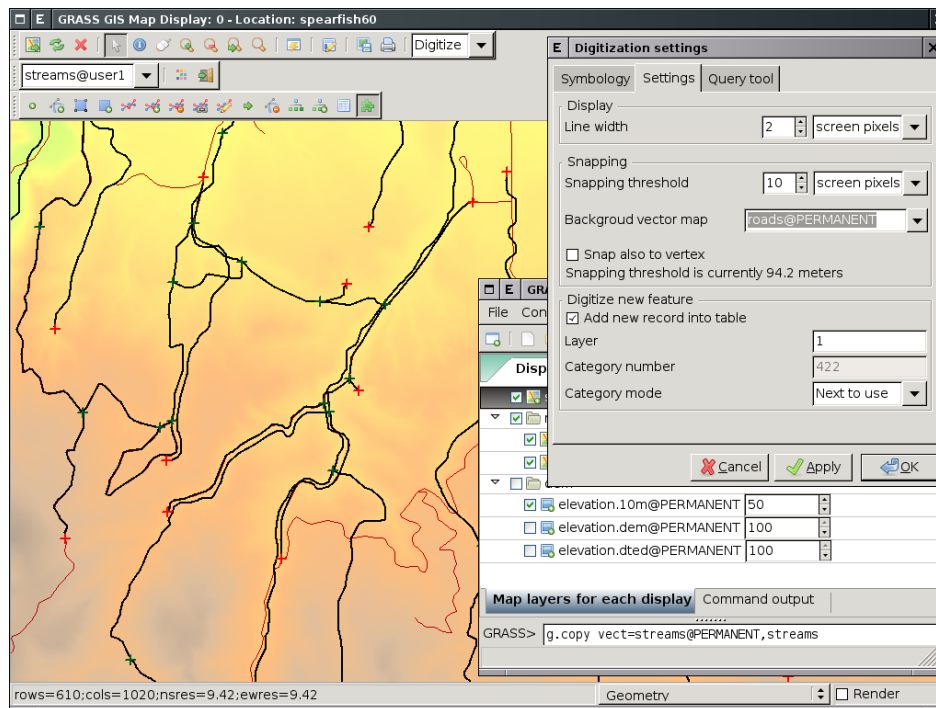 E GRASS GIS Map Display: 0 - Location: spearfish60
Digitize
streams@user1
E Digitization settings
Symbology Settings Query tool
Display
Line width 2 screen pixels
Snapping
Snapping threshold 10 screen pixels
Backgroud vector map roads@PERMANENT
Snap also to vertex
Snapping threshold is currently 94.2 meters
Digitize new feature
Add new record into table
Layer 1
Category number 422
Category mode Next to use
Cancel Apply OK
E GRA
File Con
Disp
elevation.10m@PERMANENT 50
elevation.dem@PERMANENT 100
elevation.dted@PERMANENT 100
Map layers for each display Command output
GRASS> g.copy vect=streams@PERMANENT,streams
rows=610;cols=1020;nsres=9.42;ewres=9.42 Geometry Render